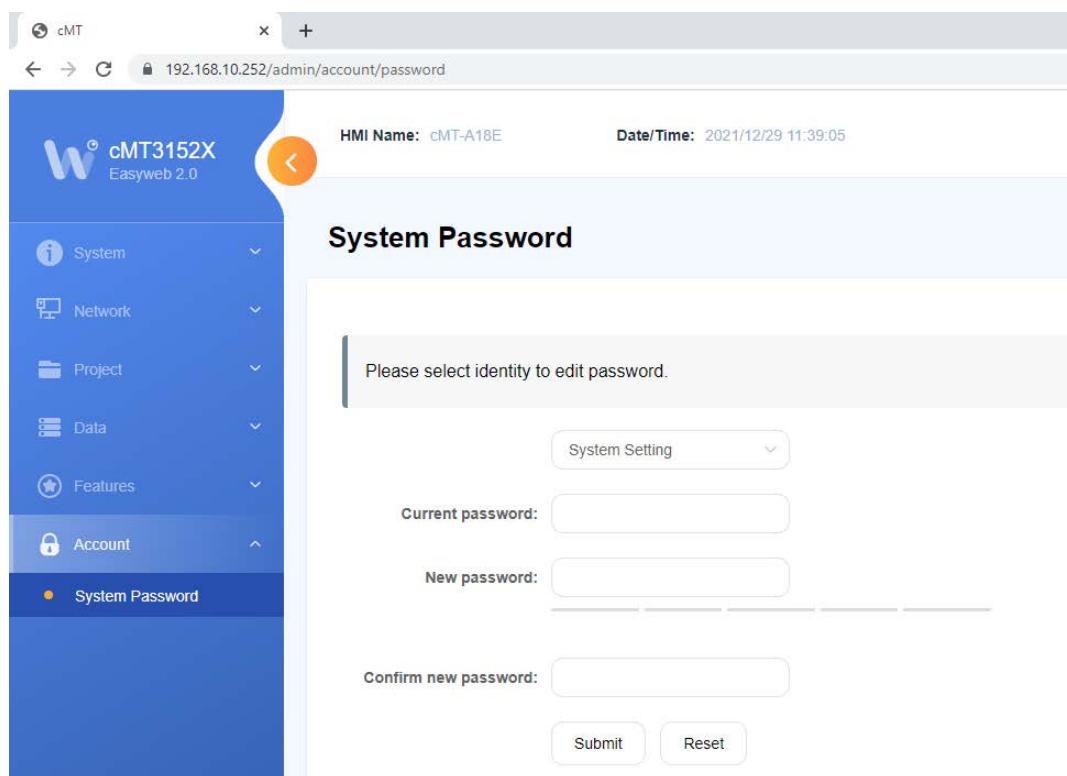 cMT
192.168.10.252/admin/account/password
cMT3152X
Easyweb 2.0
HMI Name: cMT-A18E Date/Time: 2021/12/29 11:39:05
System
Network
Project
Data
Features
Account
System Password
System Password
Please select identity to edit password.
System Setting
Current password:
New password:
Confirm new password:
Submit Reset